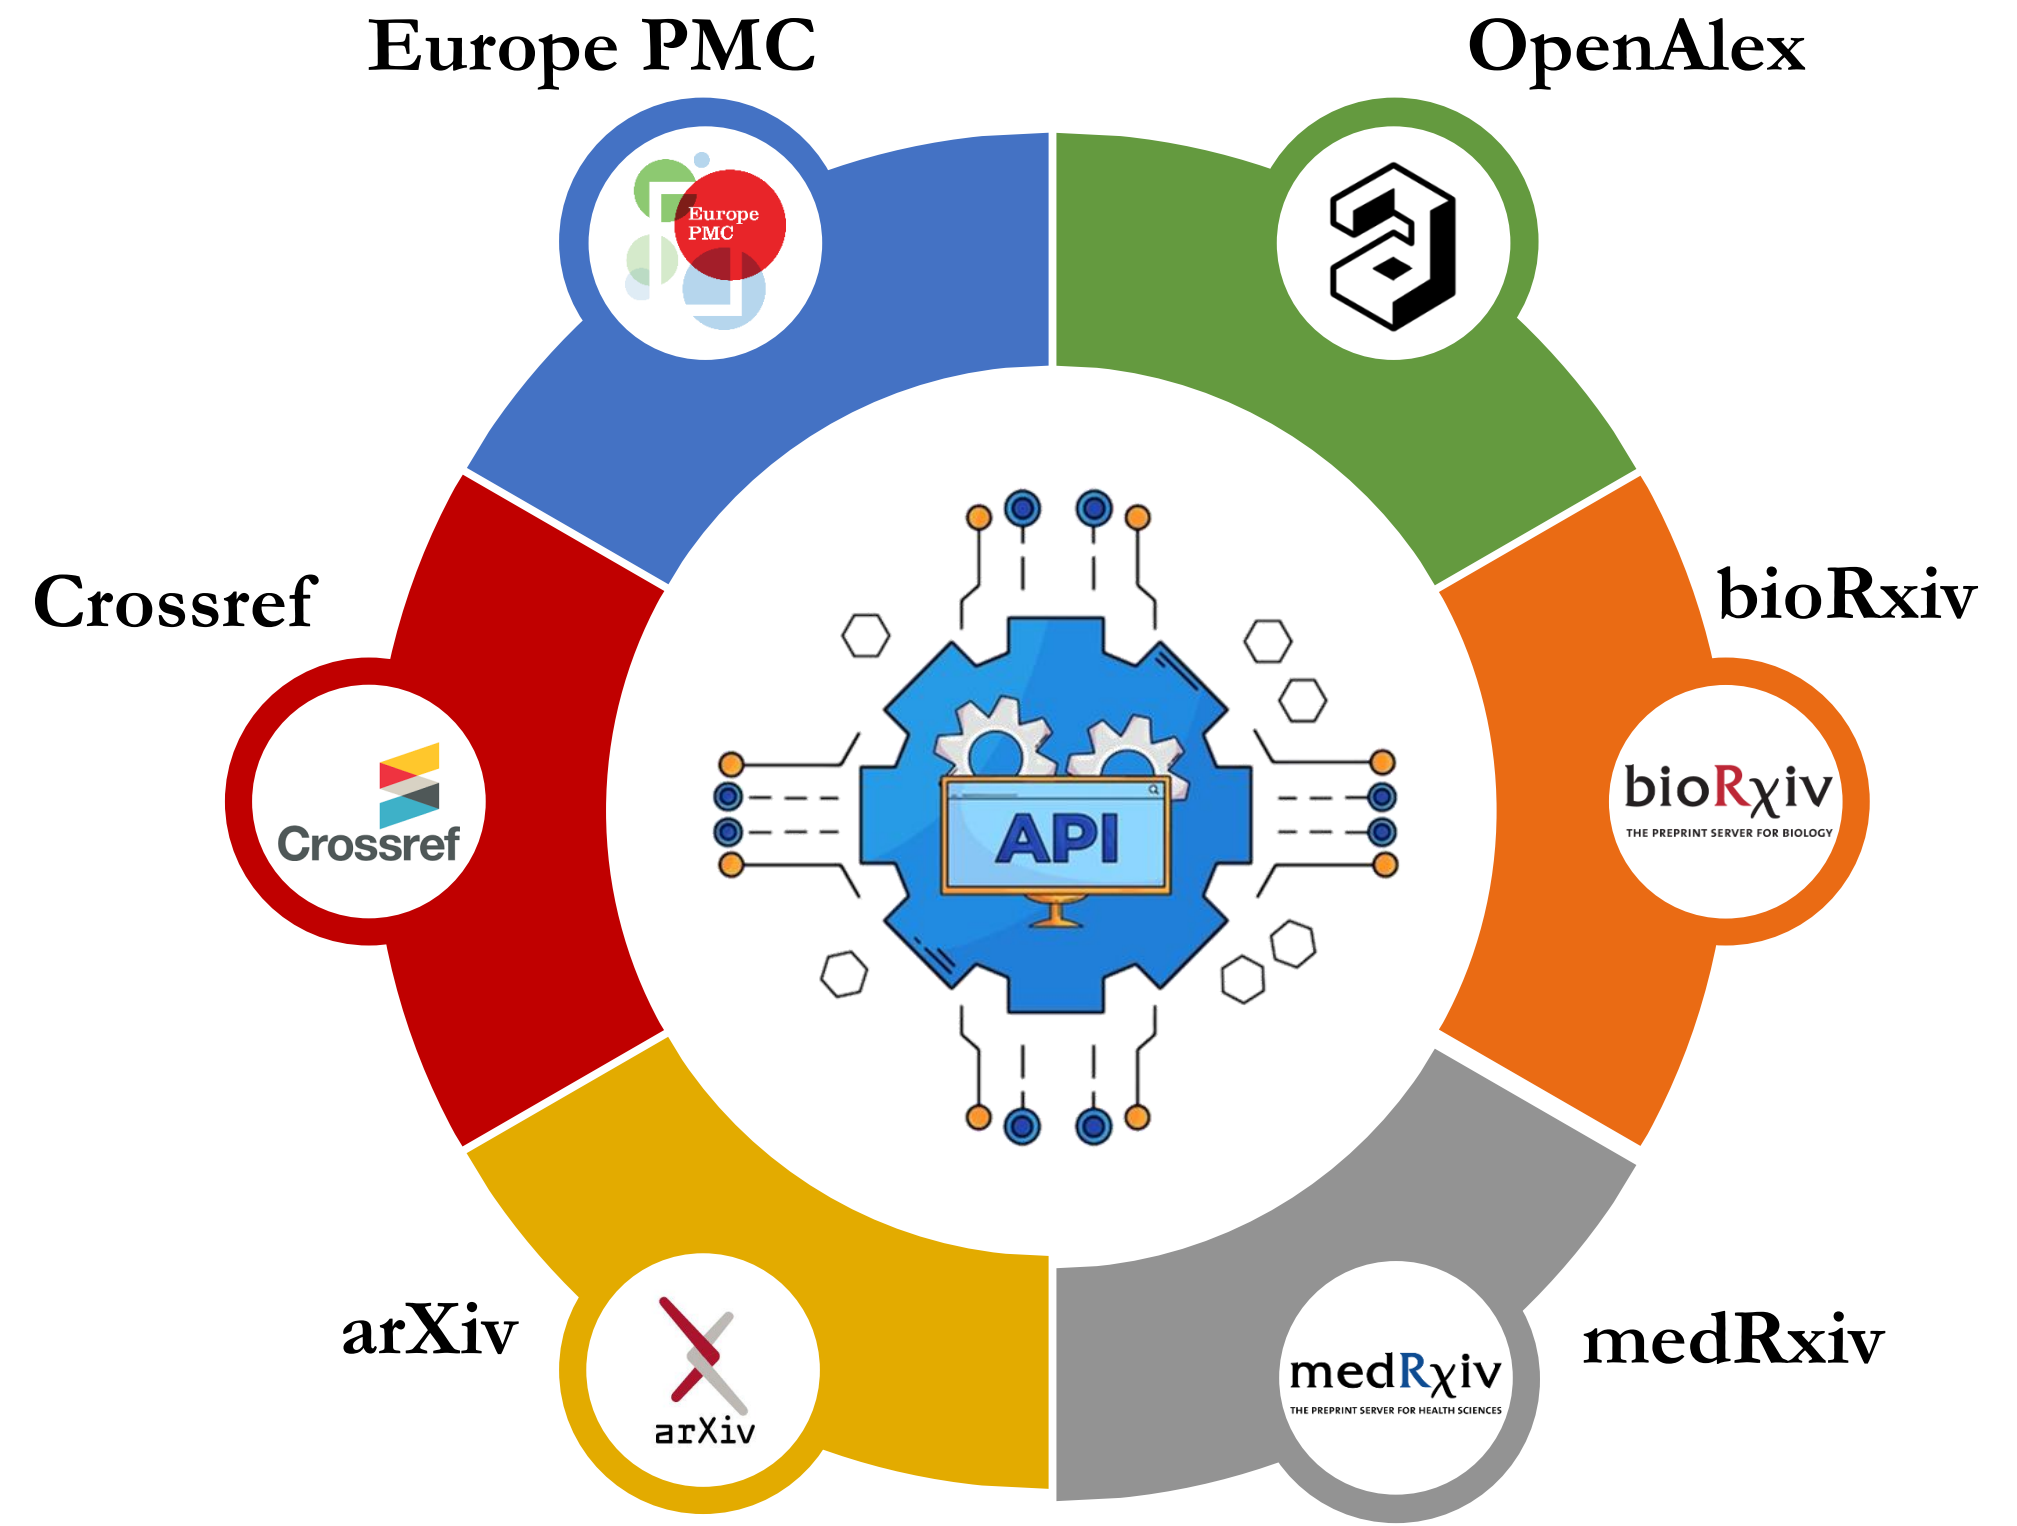 Europe PMC
OpenAlex
Europe
PMC
Crossref
bioRxiv
Crossref
API
bioRχiv
THE PREPRINT SERVER FOR BIOLOGY
arXiv
medRxiv
arXiv
medRχiv
THE PREPRINT SERVER FOR HEALTH SCIENCES